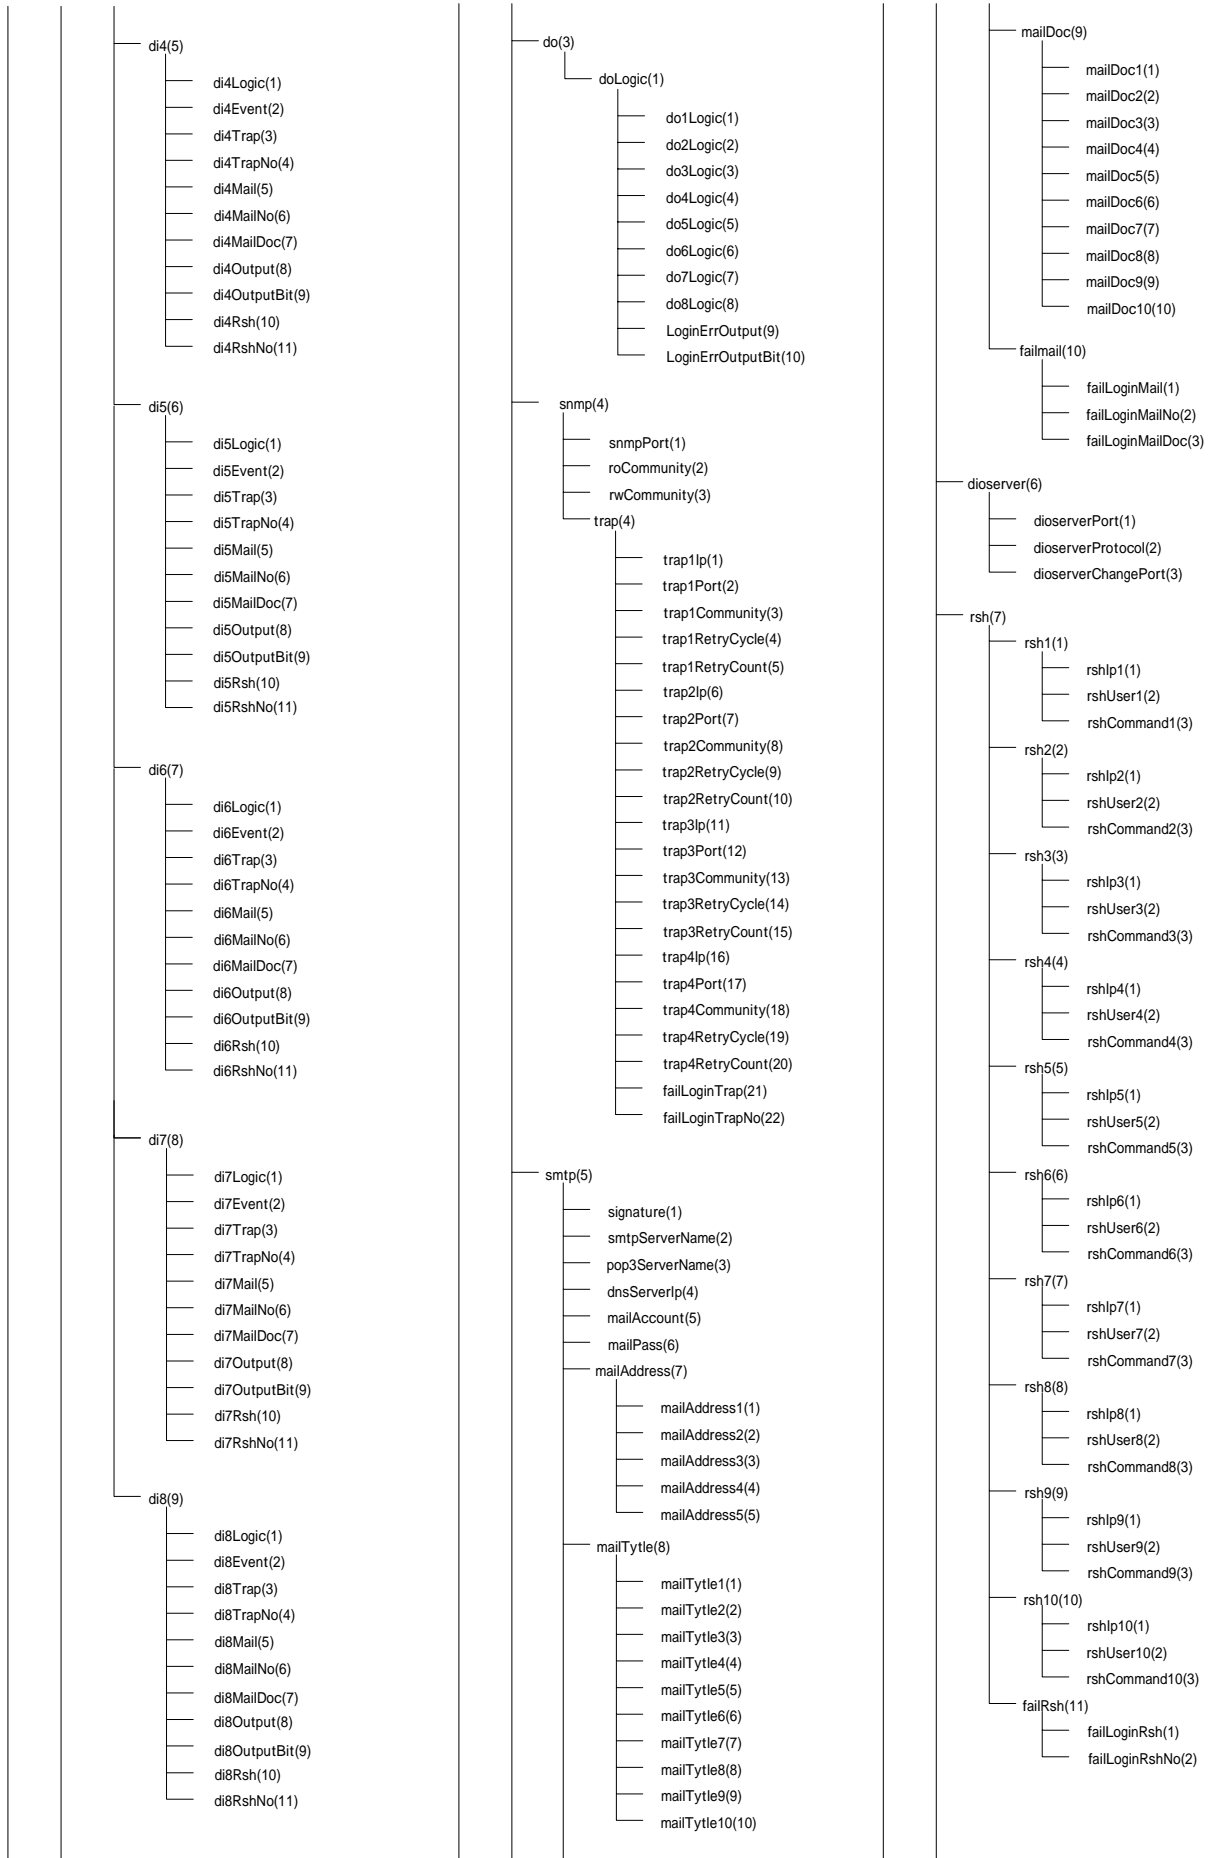 di4(5)
di4Logic(1)
di4Event(2)
di4Trap(3)
di4TrapNo(4)
di4Mail(5)
di4MailNo(6)
di4MailDoc(7)
di4Output(8)
di4OutputBit(9)
di4Rsh(10)
di4RshNo(11)
di5(6)
di5Logic(1)
di5Event(2)
di5Trap(3)
di5TrapNo(4)
di5Mail(5)
di5MailNo(6)
di5MailDoc(7)
di5Output(8)
di5OutputBit(9)
di5Rsh(10)
di5RshNo(11)
di6(7)
di6Logic(1)
di6Event(2)
di6Trap(3)
di6TrapNo(4)
di6Mail(5)
di6MailNo(6)
di6MailDoc(7)
di6Output(8)
di6OutputBit(9)
di6Rsh(10)
di6RshNo(11)
di7(8)
di7Logic(1)
di7Event(2)
di7Trap(3)
di7TrapNo(4)
di7Mail(5)
di7MailNo(6)
di7MailDoc(7)
di7Output(8)
di7OutputBit(9)
di7Rsh(10)
di7RshNo(11)
di8(9)
di8Logic(1)
di8Event(2)
di8Trap(3)
di8TrapNo(4)
di8Mail(5)
di8MailNo(6)
di8MailDoc(7)
di8Output(8)
di8OutputBit(9)
di8Rsh(10)
di8RshNo(11)
do(3)
doLogic(1)
do1Logic(1)
do2Logic(2)
do3Logic(3)
do4Logic(4)
do5Logic(5)
do6Logic(6)
do7Logic(7)
do8Logic(8)
LoginErrOutput(9)
LoginErrOutputBit(10)
snmp(4)
snmpPort(1)
roCommunity(2)
rwCommunity(3)
trap(4)
trap1Ip(1)
trap1Port(2)
trap1Community(3)
trap1RetryCycle(4)
trap1RetryCount(5)
trap2Ip(6)
trap2Port(7)
trap2Community(8)
trap2RetryCycle(9)
trap2RetryCount(10)
trap3Ip(11)
trap3Port(12)
trap3Community(13)
trap3RetryCycle(14)
trap3RetryCount(15)
trap4Ip(16)
trap4Port(17)
trap4Community(18)
trap4RetryCycle(19)
trap4RetryCount(20)
failLoginTrap(21)
failLoginTrapNo(22)
smtp(5)
signature(1)
smtpServerName(2)
pop3ServerName(3)
dnsServerIp(4)
mailAccount(5)
mailPass(6)
mailAddress(7)
mailAddress1(1)
mailAddress2(2)
mailAddress3(3)
mailAddress4(4)
mailAddress5(5)
mailTytle(8)
mailTytle1(1)
mailTytle2(2)
mailTytle3(3)
mailTytle4(4)
mailTytle5(5)
mailTytle6(6)
mailTytle7(7)
mailTytle8(8)
mailTytle9(9)
mailTytle10(10)
mailDoc(9)
mailDoc1(1)
mailDoc2(2)
mailDoc3(3)
mailDoc4(4)
mailDoc5(5)
mailDoc6(6)
mailDoc7(7)
mailDoc8(8)
mailDoc9(9)
mailDoc10(10)
failmail(10)
failLoginMail(1)
failLoginMailNo(2)
failLoginMailDoc(3)
dioserver(6)
dioserverPort(1)
dioserverProtocol(2)
dioserverChangePort(3)
rsh(7)
rsh1(1)
rshIp1(1)
rshUser1(2)
rshCommand1(3)
rsh2(2)
rshIp2(1)
rshUser2(2)
rshCommand2(3)
rsh3(3)
rshIp3(1)
rshUser3(2)
rshCommand3(3)
rsh4(4)
rshIp4(1)
rshUser4(2)
rshCommand4(3)
rsh5(5)
rshIp5(1)
rshUser5(2)
rshCommand5(3)
rsh6(6)
rshIp6(1)
rshUser6(2)
rshCommand6(3)
rsh7(7)
rshIp7(1)
rshUser7(2)
rshCommand7(3)
rsh8(8)
rshIp8(1)
rshUser8(2)
rshCommand8(3)
rsh9(9)
rshIp9(1)
rshUser9(2)
rshCommand9(3)
rsh10(10)
rshIp10(1)
rshUser10(2)
rshCommand10(3)
failRsh(11)
failLoginRsh(1)
failLoginRshNo(2)